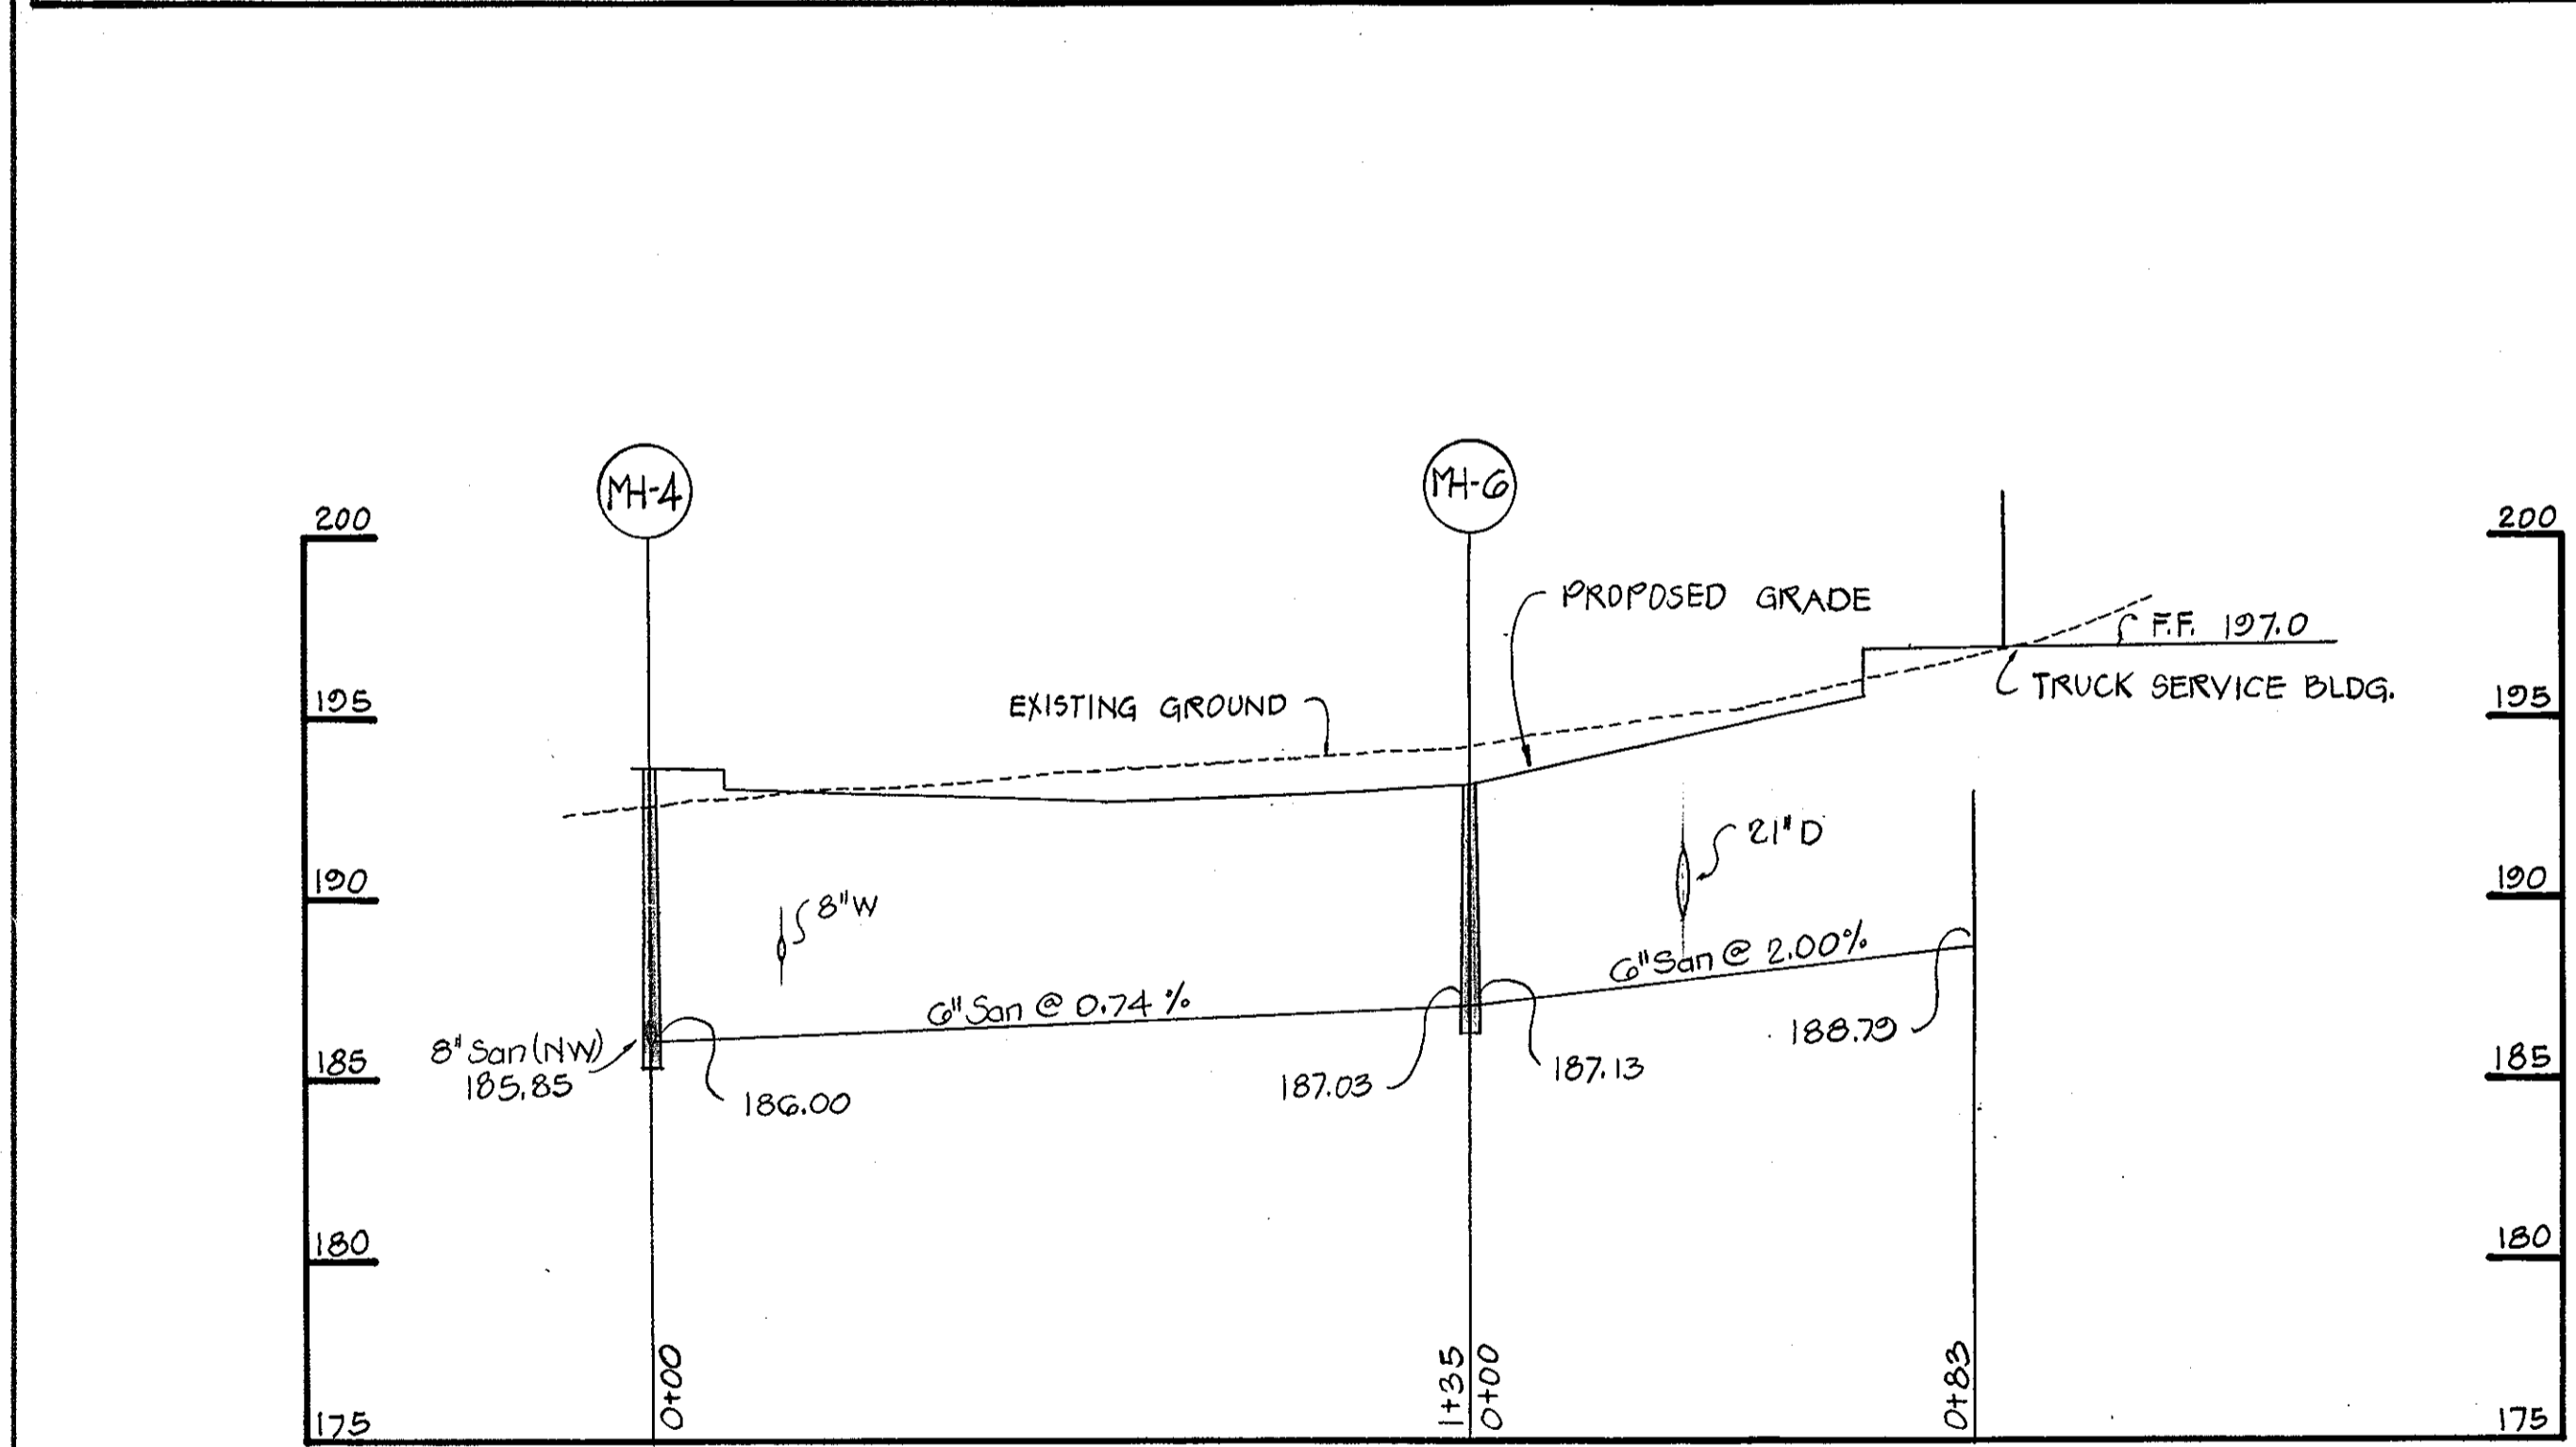 MH-4
MH-6
200
200
PROPOSED GRADE
F.F. 197.0
TRUCK SERVICE BLDG.
EXISTING GROUND
195
195
21"D
190
190
8"W
6"San @ 2.00%
6"San @ 0.74 %
8" San (NW)
185.85
186.00
187.03
187.13
188.79
185
185
180
180
0+00
1+35
0+00
0+83
175
175